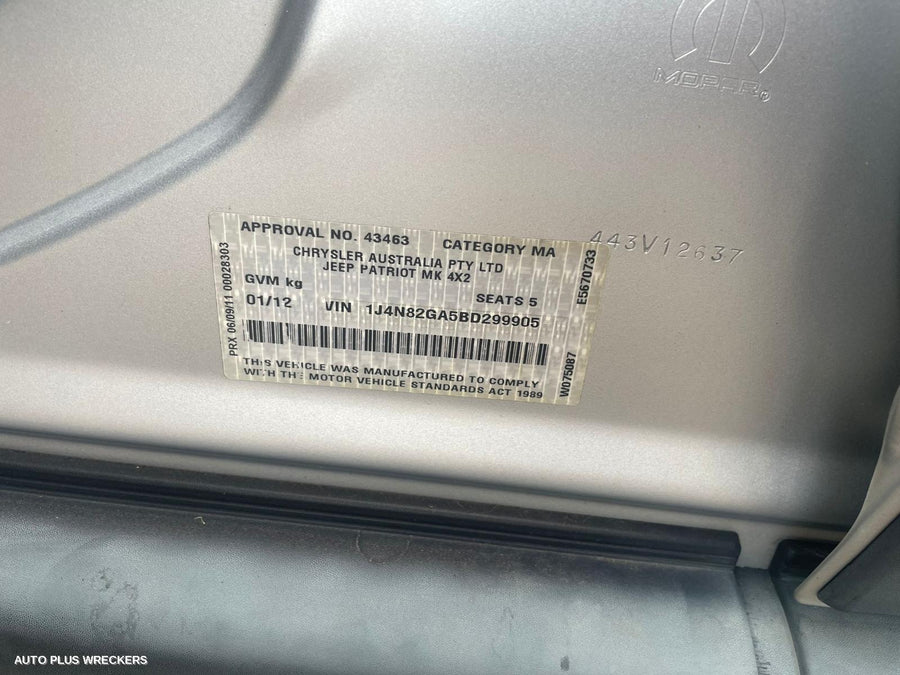 MOPAR®
443V12637
APPROVAL NO. 43463 CATEGORY MA
CHRYSLER AUSTRALIA PTY LTD
JEEP PATRIOT MK 4X2
GVM kg
SEATS 5
01/12 VIN 1J4N82GA5BD299905
THIS VEHICLE WAS MANUFACTURED TO COMPLY
WITH THE MOTOR VEHICLE STANDARDS ACT 1989
PRX 06/09/11 00028303
E5670733
W075087
AUTO PLUS WRECKERS